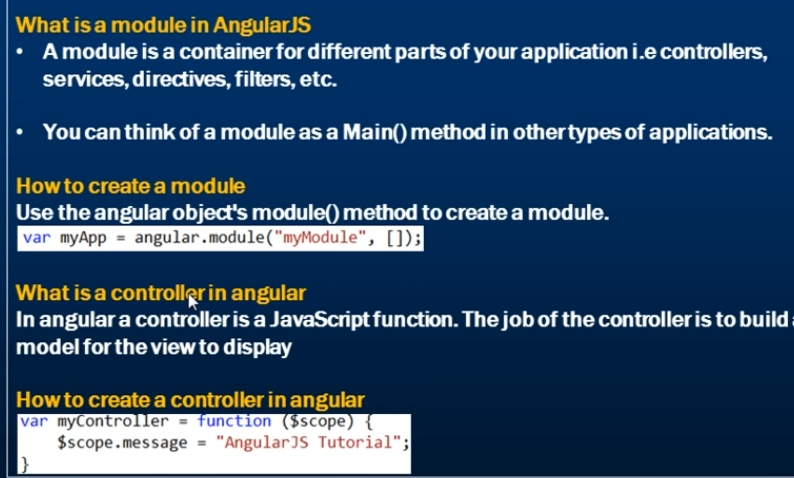 What is a module in AngularJS
• A module is a container for different parts of your application i.e controllers,
services, directives, filters, etc.
• You can think of a module as a Main() method in other types of applications.
How to create a module
Use the angular object's module() method to create a module.
var myApp = angular.module("myModule", []);
What is a controller in angular
In angular a controller is a JavaScript function. The job of the controller is to build a
model for the view to display
How to create a controller in angular
var myController = function ($scope) {
$scope.message = "AngularJS Tutorial";
}